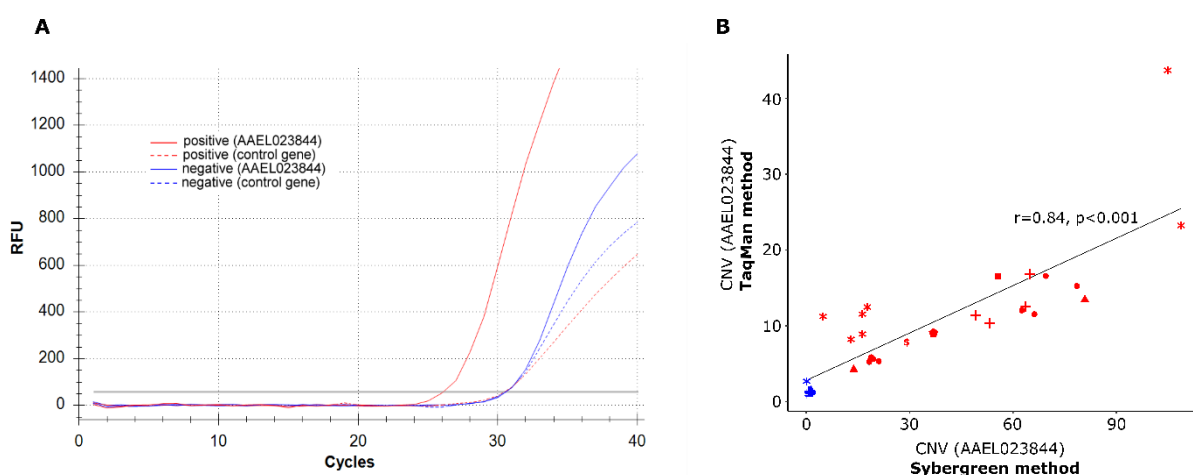 A
1400
1200
1000
800
600
400
200
0
RFU
positive (AAEL023844)
positive (control gene)
negative (AAEL023844)
negative (control gene)
0
10
20
30
40
Cycles
B
40
30
20
10
0
CNV (AAEL023844)
TaqMan method
r=0.84, p<0.001
0
30
60
90
CNV (AAEL023844)
Sybergreen method